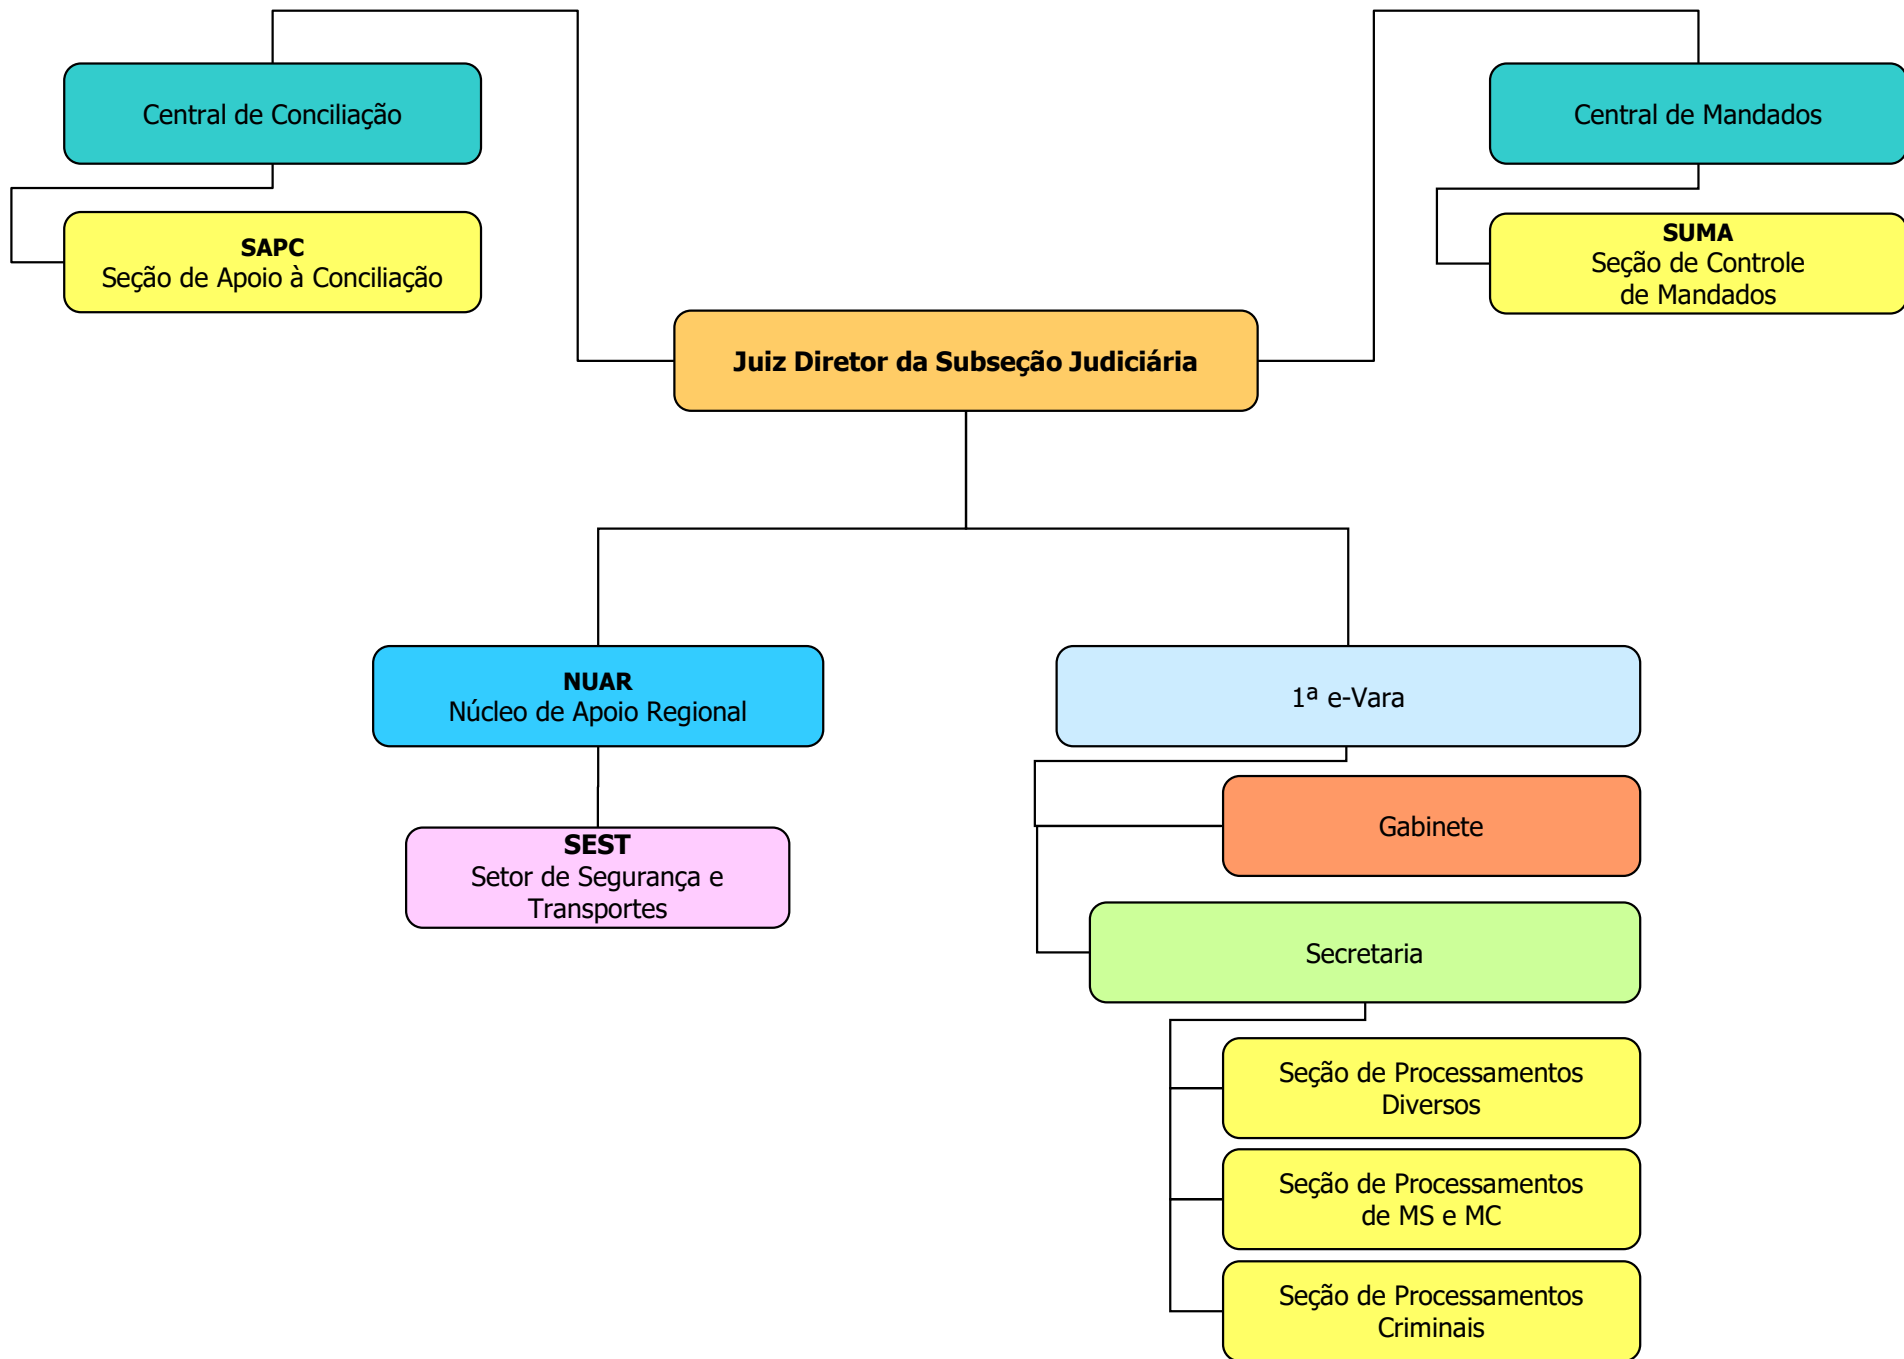 Central de Conciliação
Central de Mandados
SAPC
Seção de Apoio à Conciliação
SUMA
Seção de Controle
de Mandados
Juiz Diretor da Subseção Judiciária
NUAR
Núcleo de Apoio Regional
1ª e-Vara
SEST
Setor de Segurança e
Transportes
Gabinete
Secretaria
Seção de Processamentos
Diversos
Seção de Processamentos
de MS e MC
Seção de Processamentos
Criminais